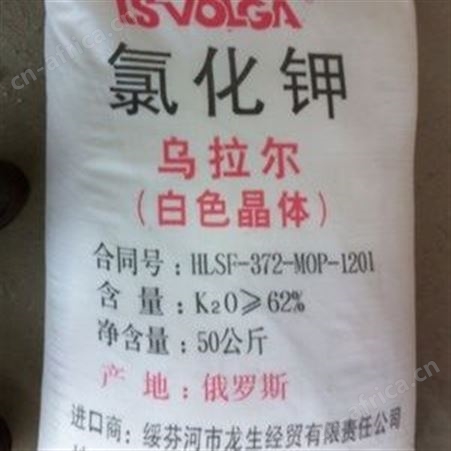 IS-VOLGA
氯化钾
乌拉尔
(白色晶体)
合同号：HLSF-372-MOP-1201
含 量：K₂O≥62%
净含量：50公斤
产 地：俄罗斯
进口商：绥芬河市龙生经贸有限责任公司